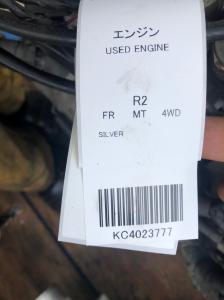 エンジン
USED ENGINE
R2
FR MT 4WD
SILVER
KC4023777